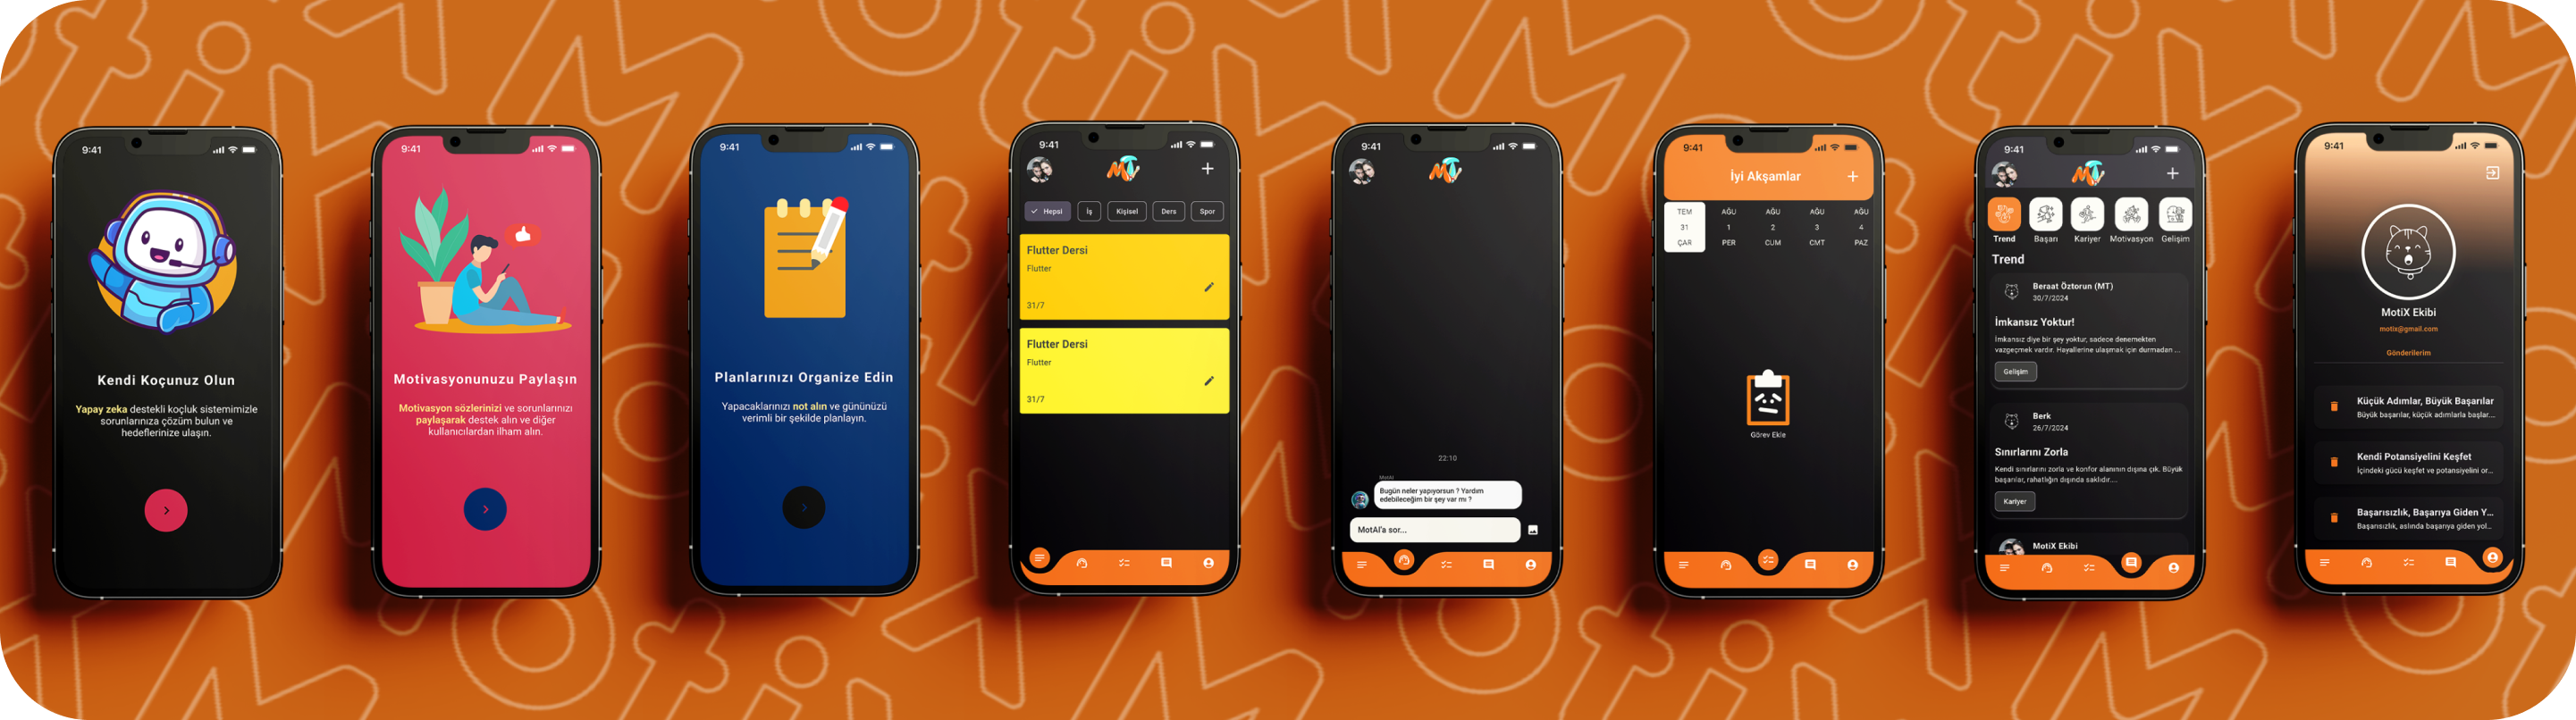 9:41
Kendi Koçunuz Olun
Yapay zeka destekli koçluk sistemimizle
sorunlarınıza çözüm bulun ve
hedeflerinize ulaşın.
9:41
Motivasyonunuzu Paylaşın
Motivasyon sözlerinizi ve sorunlarınızı
paylaşarak destek alın ve diğer
kullanıcılardan ilham alın.
9:41
Planlarınızı Organize Edin
Yapacaklarınızı not alın ve gününüzü
verimli bir şekilde planlayın.
9:41
Hepsi İş Kişisel Ders Spor
Flutter Dersi
Flutter
31/7
Flutter Dersi
Flutter
31/7
9:41
22:10
MotAI
Bugün neler yapıyorsun ? Yardım
edebileceğim bir şey var mı ?
MotAI'a sor...
9:41
İyi Akşamlar
TEM AĞU AĞU AĞU AĞU
31 1 2 3 4
ÇAR PER CUM CMT PAZ
Görev Ekle
9:41
Trend Başarı Kariyer Motivasyon Gelişim
Trend
Beraat Öztorun (MT)
30/7/2024
İmkansız Yoktur!
İmkansız diye bir şey yoktur, sadece denemekten
vazgeçmek vardır. Hayallerine ulaşmak için durmadan ...
Gelişim
Berk
26/7/2024
Sınırlarını Zorla
Kendi sınırlarını zorla ve konfor alanının dışına çık. Büyük
başarılar, rahatlığın dışında saklıdır....
Kariyer
MotiX Ekibi
9:41
MotiX Ekibi
motix@gmail.com
Gönderilerim
Küçük Adımlar, Büyük Başarılar
Büyük başarılar, küçük adımlarla başlar...
Kendi Potansiyelini Keşfet
İçindeki gücü keşfet ve potansiyelini or...
Başarısızlık, Başarıya Giden Y...
Başarısızlık, aslında başarıya giden yol...